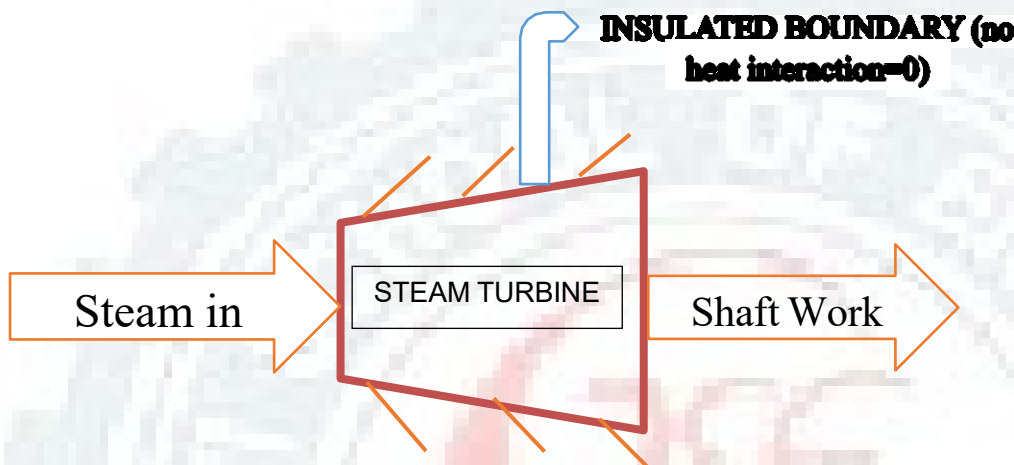 INSULATED BOUNDARY (no
heat interaction=0)
STEAM TURBINE
Steam in
Shaft Work